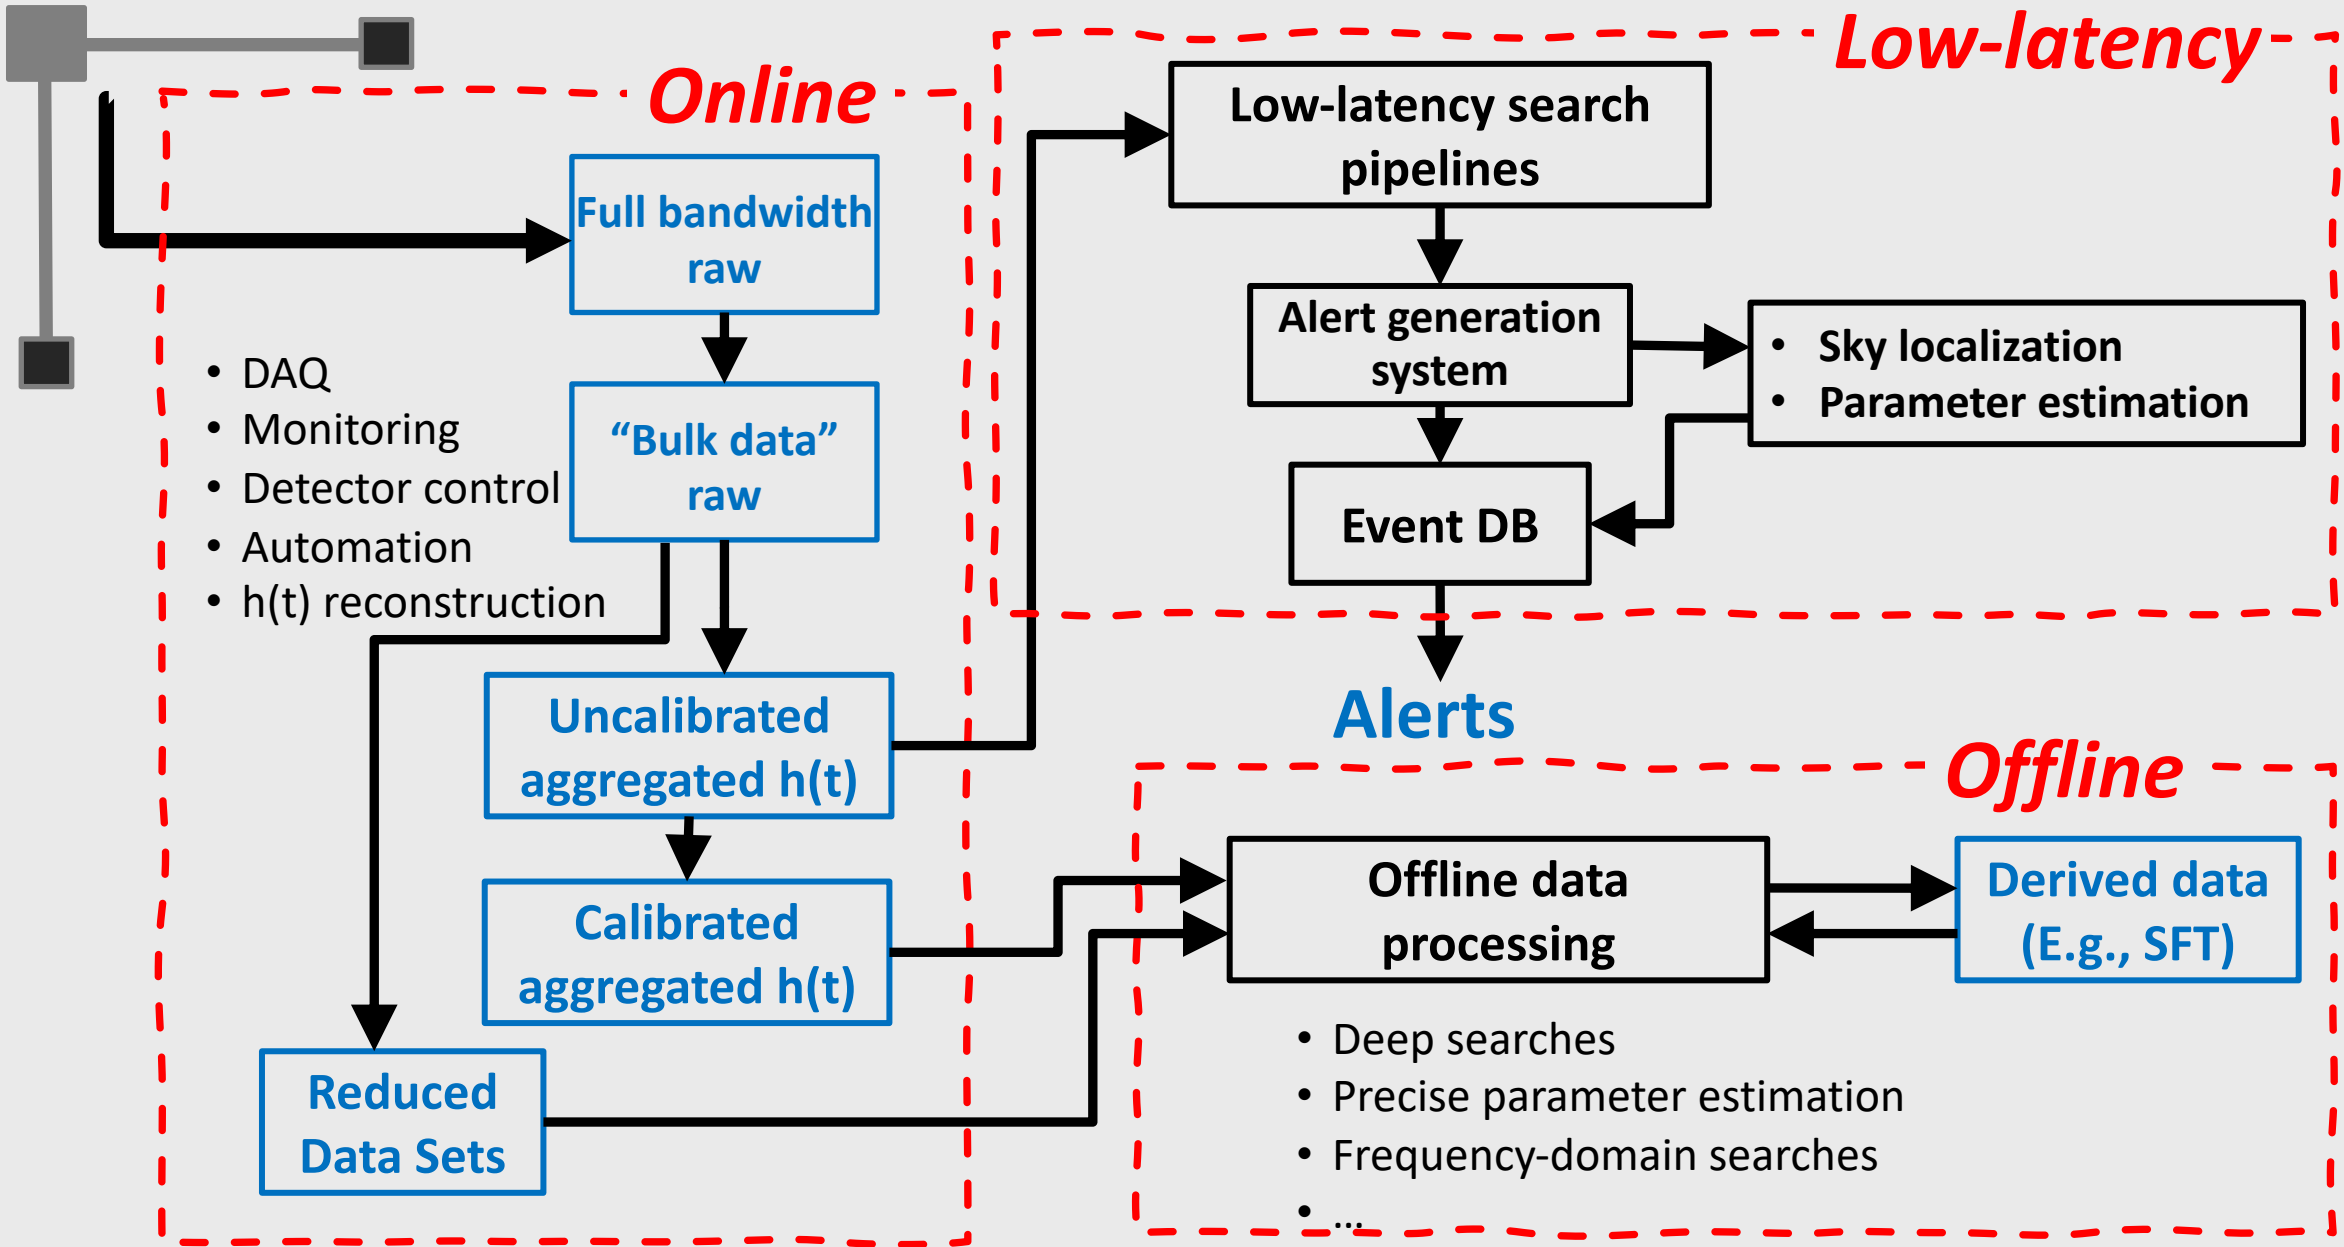 Online
Full bandwidth
raw
• DAQ
• Monitoring
• Detector control
• Automation
• h(t) reconstruction
“Bulk data”
raw
Uncalibrated
aggregated h(t)
Calibrated
aggregated h(t)
Reduced
Data Sets
Low-latency
Low-latency search
pipelines
Alert generation
system
• Sky localization
• Parameter estimation
Event DB
Alerts
Offline
Offline data
processing
Derived data
(E.g., SFT)
• Deep searches
• Precise parameter estimation
• Frequency-domain searches
• ...